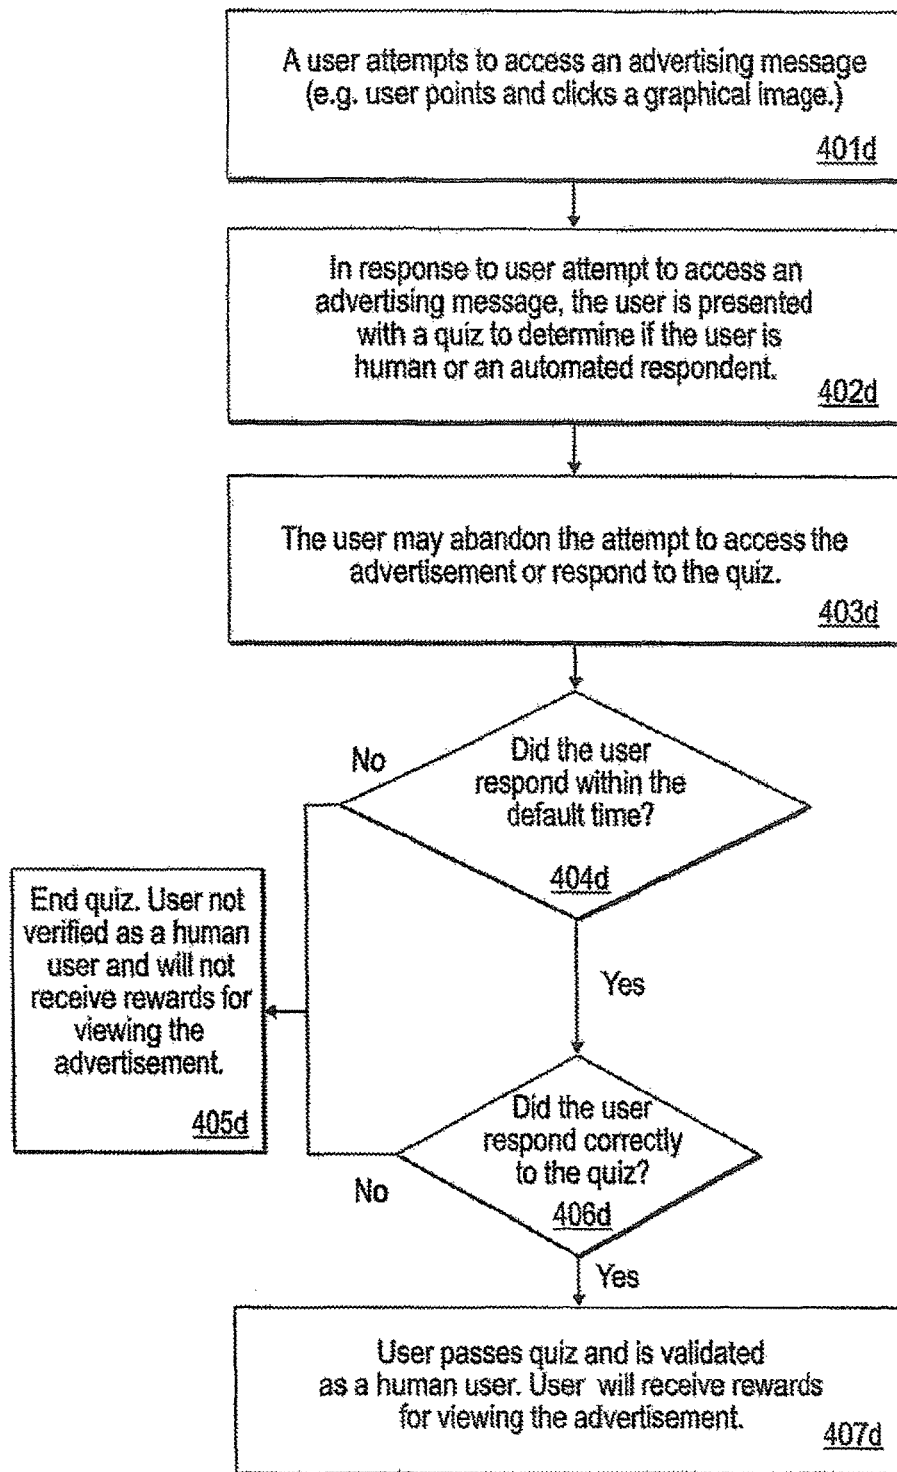 A user attempts to access an advertising message
(e.g. user points and clicks a graphical image.)
401d
In response to user attempt to access an
advertising message, the user is presented
with a quiz to determine if the user is
human or an automated respondent.
402d
The user may abandon the attempt to access the
advertisement or respond to the quiz.
403d
No
Did the user
respond within the
default time?
404d
End quiz. User not
verified as a human
user and will not
receive rewards for
viewing the
advertisement.
405d
Yes
Did the user
respond correctly
to the quiz?
406d
No
Yes
User passes quiz and is validated
as a human user. User will receive rewards
for viewing the advertisement.
407d